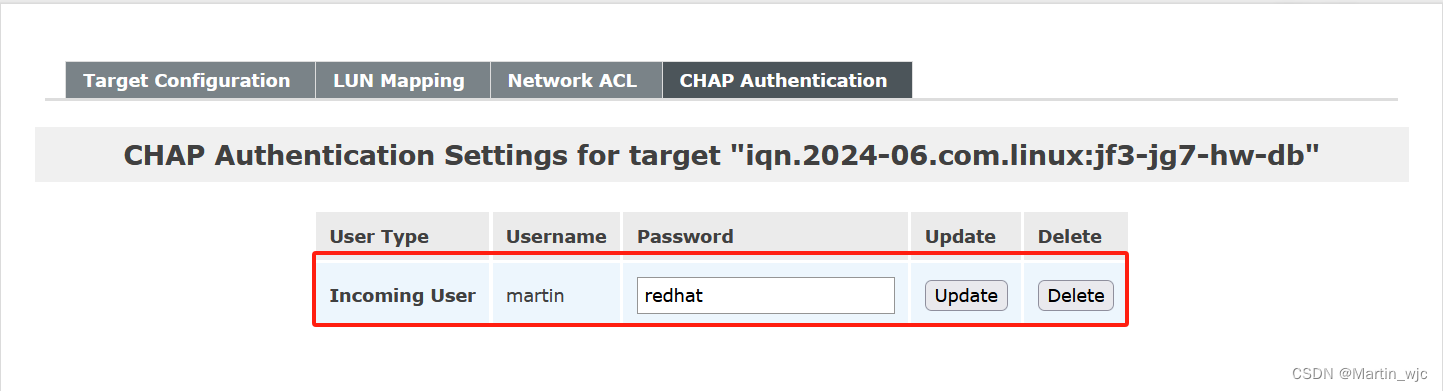 Target Configuration LUN Mapping Network ACL CHAP Authentication
CHAP Authentication Settings for target "iqn.2024-06.com.linux:jf3-jg7-hw-db"
User Type Username Password Update Delete
Incoming User martin redhat Update Delete
CSDN @Martin_wjc